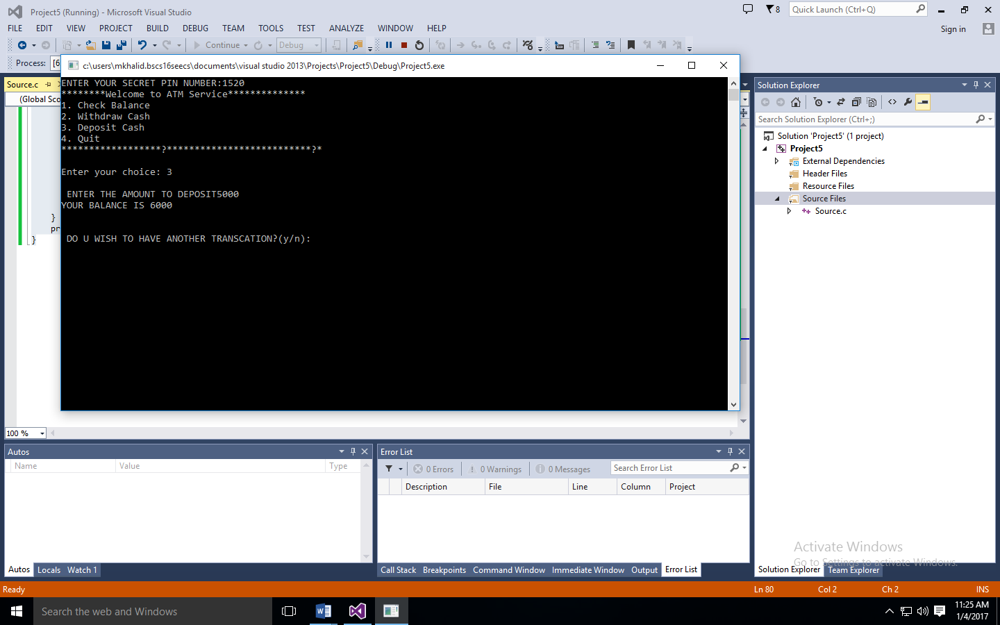 Project5 (Running) - Microsoft Visual Studio
8
Quick Launch (Ctrl+Q)
FILE EDIT VIEW PROJECT BUILD DEBUG TEAM TOOLS TEST ANALYZE WINDOW HELP
Sign in
Continue
Debug
Process: [6
c:\users\mkhalid.bscs16seecs\documents\visual studio 2013\Projects\Project5\Debug\Project5.exe
Source.c
(Global Sco
}
pr
}
ENTER YOUR SECRET PIN NUMBER:1520
********Welcome to ATM Service**************
1. Check Balance
2. Withdraw Cash
3. Deposit Cash
4. Quit
******************?**************************?*
Enter your choice: 3
ENTER THE AMOUNT TO DEPOSIT5000
YOUR BALANCE IS 6000
DO U WISH TO HAVE ANOTHER TRANSCATION?(y/n):
Solution Explorer
Search Solution Explorer (Ctrl+;)
Solution 'Project5' (1 project)
Project5
External Dependencies
Header Files
Resource Files
Source Files
Source.c
100 %
Autos
Name Value Type
Autos Locals Watch 1
Error List
0 Errors 0 Warnings 0 Messages
Search Error List
Description File Line Column Project
Call Stack Breakpoints Command Window Immediate Window Output Error List
Activate Windows
Go to Settings to activate Windows.
Solution Explorer Team Explorer
Ready
Ln 80 Col 2 Ch 2 INS
Search the web and Windows
11:25 AM
1/4/2017